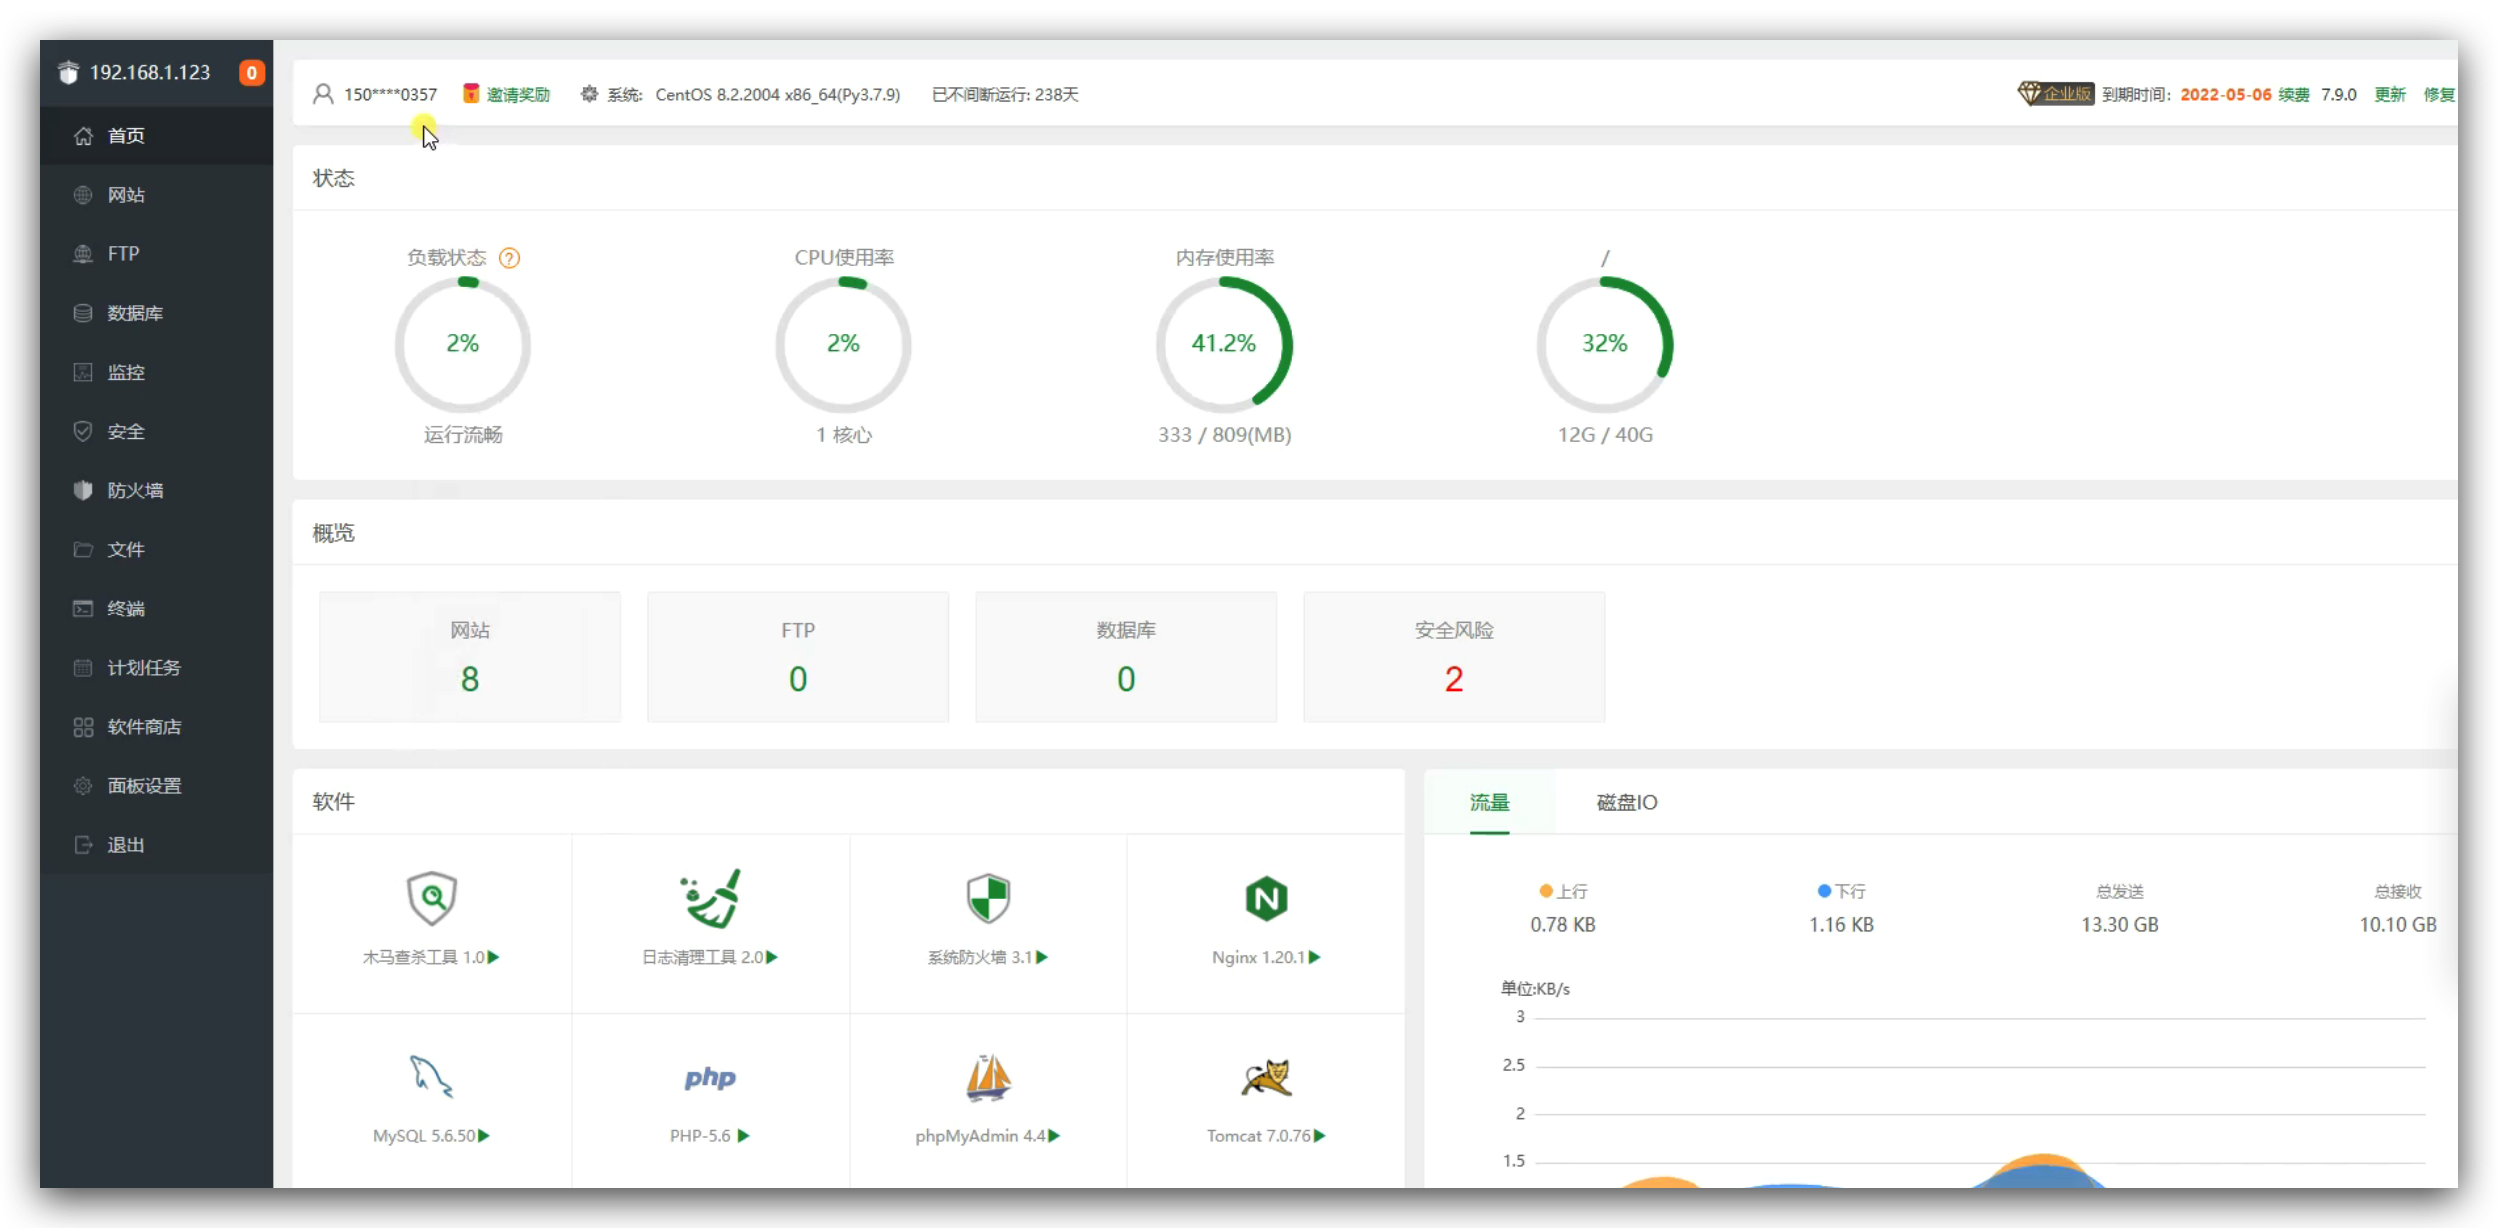 192.168.1.123 0
首页
网站
FTP
数据库
监控
安全
防火墙
文件
终端
计划任务
软件商店
面板设置
退出
150****0357 邀请奖励 系统: CentOS 8.2.2004 x86_64(Py3.7.9) 已不间断运行: 238天
企业版 到期时间: 2022-05-06 续费 7.9.0 更新 修复
状态
负载状态 ? CPU使用率 内存使用率 /
2% 2% 41.2% 32%
运行流畅 1 核心 333 / 809(MB) 12G / 40G
概览
网站 FTP 数据库 安全风险
8 0 0 2
软件
木马查杀工具 1.0 日志清理工具 2.0 系统防火墙 3.1 Nginx 1.20.1
php
MySQL 5.6.50 PHP-5.6 phpMyAdmin 4.4 Tomcat 7.0.76
流量 磁盘IO
上行 下行 总发送 总接收
0.78 KB 1.16 KB 13.30 GB 10.10 GB
单位:KB/s
3
2.5
2
1.5